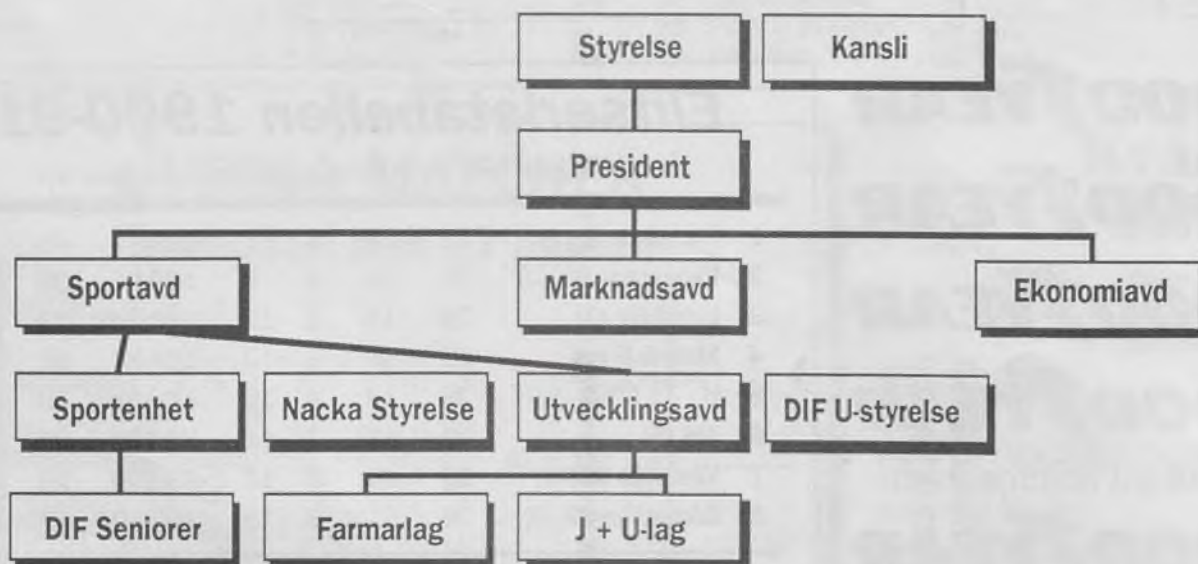 Styrelse
Kansli
President
Sportavd
Marknadsavd
Ekonomiavd
Sportenhet
Nacka Styrelse
Utvecklingsavd
DIF U-styrelse
DIF Seniorer
Farmarlag
J + U-lag